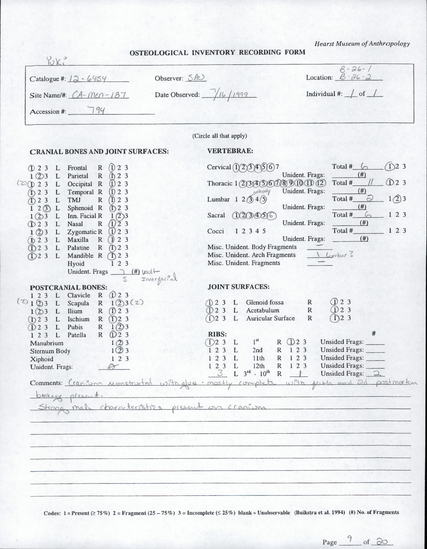 Hearst Museum of Anthropology
OSTEOLOGICAL INVENTORY RECORDING FORM
Catalogue #: 12-6454 Observer: Location: B-26-1 B-26-2
Site Name/#: CA-Mrn-187 Date Observed: 7/16/1999 Individual #: 1 of 1
Accession #: 794
(Circle all that apply)
CRANIAL BONES AND JOINT SURFACES:
1 2 3 L Frontal R 1 2 3
1 2 3 L Parietal R 1 2 3
(2) 1 2 3 L Occipital R 1 2 3
1 2 3 L Temporal R 1 2 3
1 2 3 L TMJ R 1 2 3
1 2 3 L Sphenoid R 1 2 3
1 2 3 L Inn. Facial R 1 2 3
1 2 3 L Nasal R 1 2 3
1 2 3 L Zygomatic R 1 2 3
1 2 3 L Maxilla R 1 2 3
1 2 3 L Palatine R 1 2 3
1 2 3 L Mandible R 1 2 3
Hyoid 1 2 3
Unident. Frags 7 (#)
POSTCRANIAL BONES:
1 2 3 L Clavicle R 1 2 3
(2) 1 2 3 L Scapula R 1 2 3 (2)
1 2 3 L Ilium R 1 2 3
1 2 3 L Ischium R 1 2 3
1 2 3 L Pubis R 1 2 3
1 2 3 L Patella R 1 2 3
Manubrium 1 2 3
Sternum Body 1 2 3
Xiphoid 1 2 3
Unident. Frag:
VERTEBRAE:
Cervical 1 2 3 4 5 6 7 Total # 6 1 2 3
Unident. Frags: (#)
Thoracic 1 2 3 4 5 6 7 8 9 10 11 12 Total # 11 1 2 3
Unident. Frags: (#)
Lumbar 1 2 3 4 5 Total # 2 1 2 3
Unident. Frags: (#)
Sacral 1 2 3 4 5 6 Total # 6 1 2 3
Unident. Frags: (#)
Cocci 1 2 3 4 5 Total # 1 2 3
Unident. Frags: (#)
Misc. Unident. Body Fragments
Misc. Unident. Arch Fragments 1 lumbar?
Misc. Unident. Fragments
JOINT SURFACES:
1 2 3 L Glenoid fossa R 1 2 3
1 2 3 L Acetabulum R 1 2 3
1 2 3 L Auricular Surface R 1 2 3
RIBS: #
1 2 3 L 1st R 1 2 3 Unsided Frags:
1 2 3 L 2nd R 1 2 3 Unsided Frags:
1 2 3 L 11th R 1 2 3 Unsided Frags:
1 2 3 L 12th R 1 2 3 Unsided Frags:
3 L 3rd - 10th R 1 Unsided Frags: 2
Comments: Cranium reconstructed with glue - mostly complete with postmortem
breakage present.
Strong male characteristics present on cranium
Codes: 1 = Present (≥ 75%) 2 = Fragment (25 – 75%) 3 = Incomplete (≤ 25%) blank = Unobservable (Buikstra et al. 1994) (#) No. of Fragments
Page 9 of 20